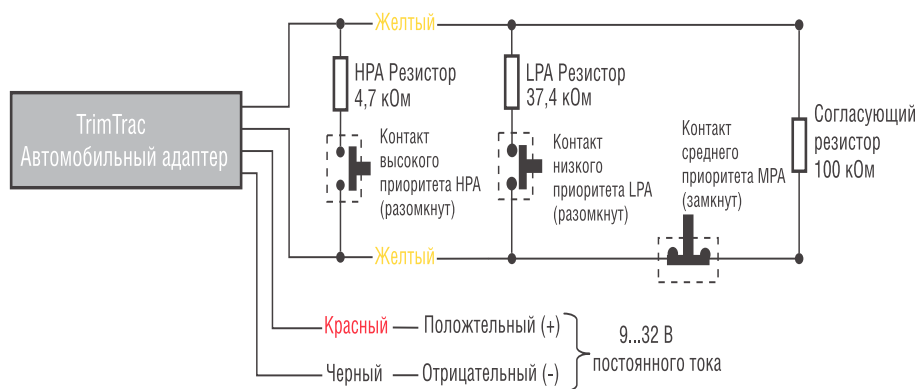 Желтый
TrimTrac
Автомобильный адаптер
HPA Резистор
4,7 кОм
LPA Резистор
37,4 кОм
Согласующий
резистор
100 кОм
Контакт
высокого
приоритета HPA
(разомкнут)
Контакт
низкого
приоритета LPA
(разомкнут)
Контакт
среднего
приоритета MPA
(замкнут)
Желтый
Красный
Положтельный (+)
Черный
Отрицательный (-)
9...32 В
постоянного тока